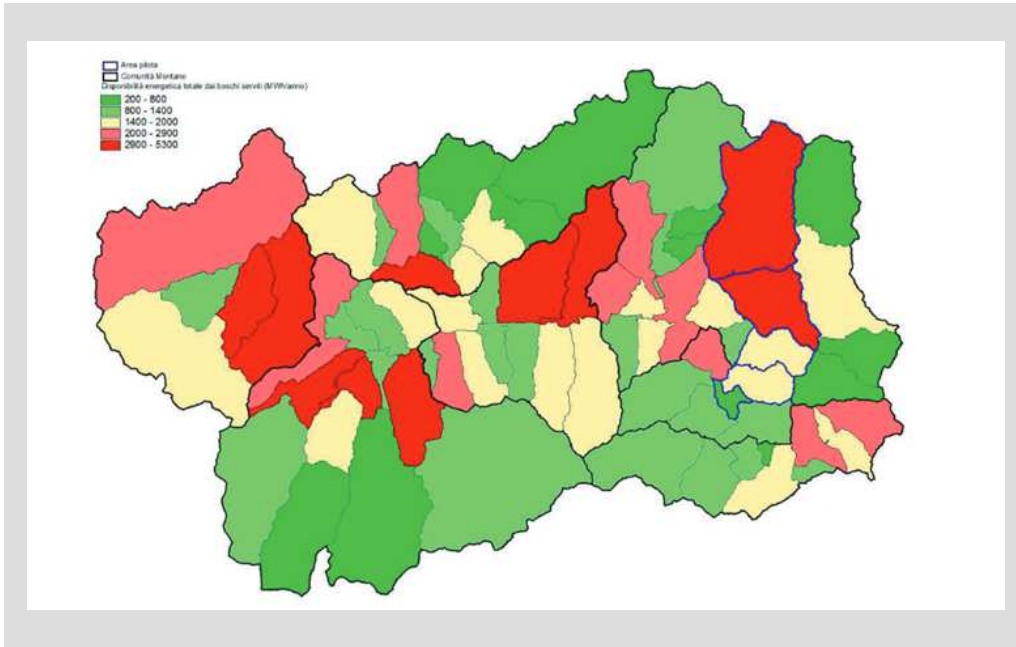 Area pilota
Comunità Montane
Disponibilità energetica totale dai boschi serviti (MWh/anno)
200 - 800
800 - 1400
1400 - 2000
2000 - 2900
2900 - 5300